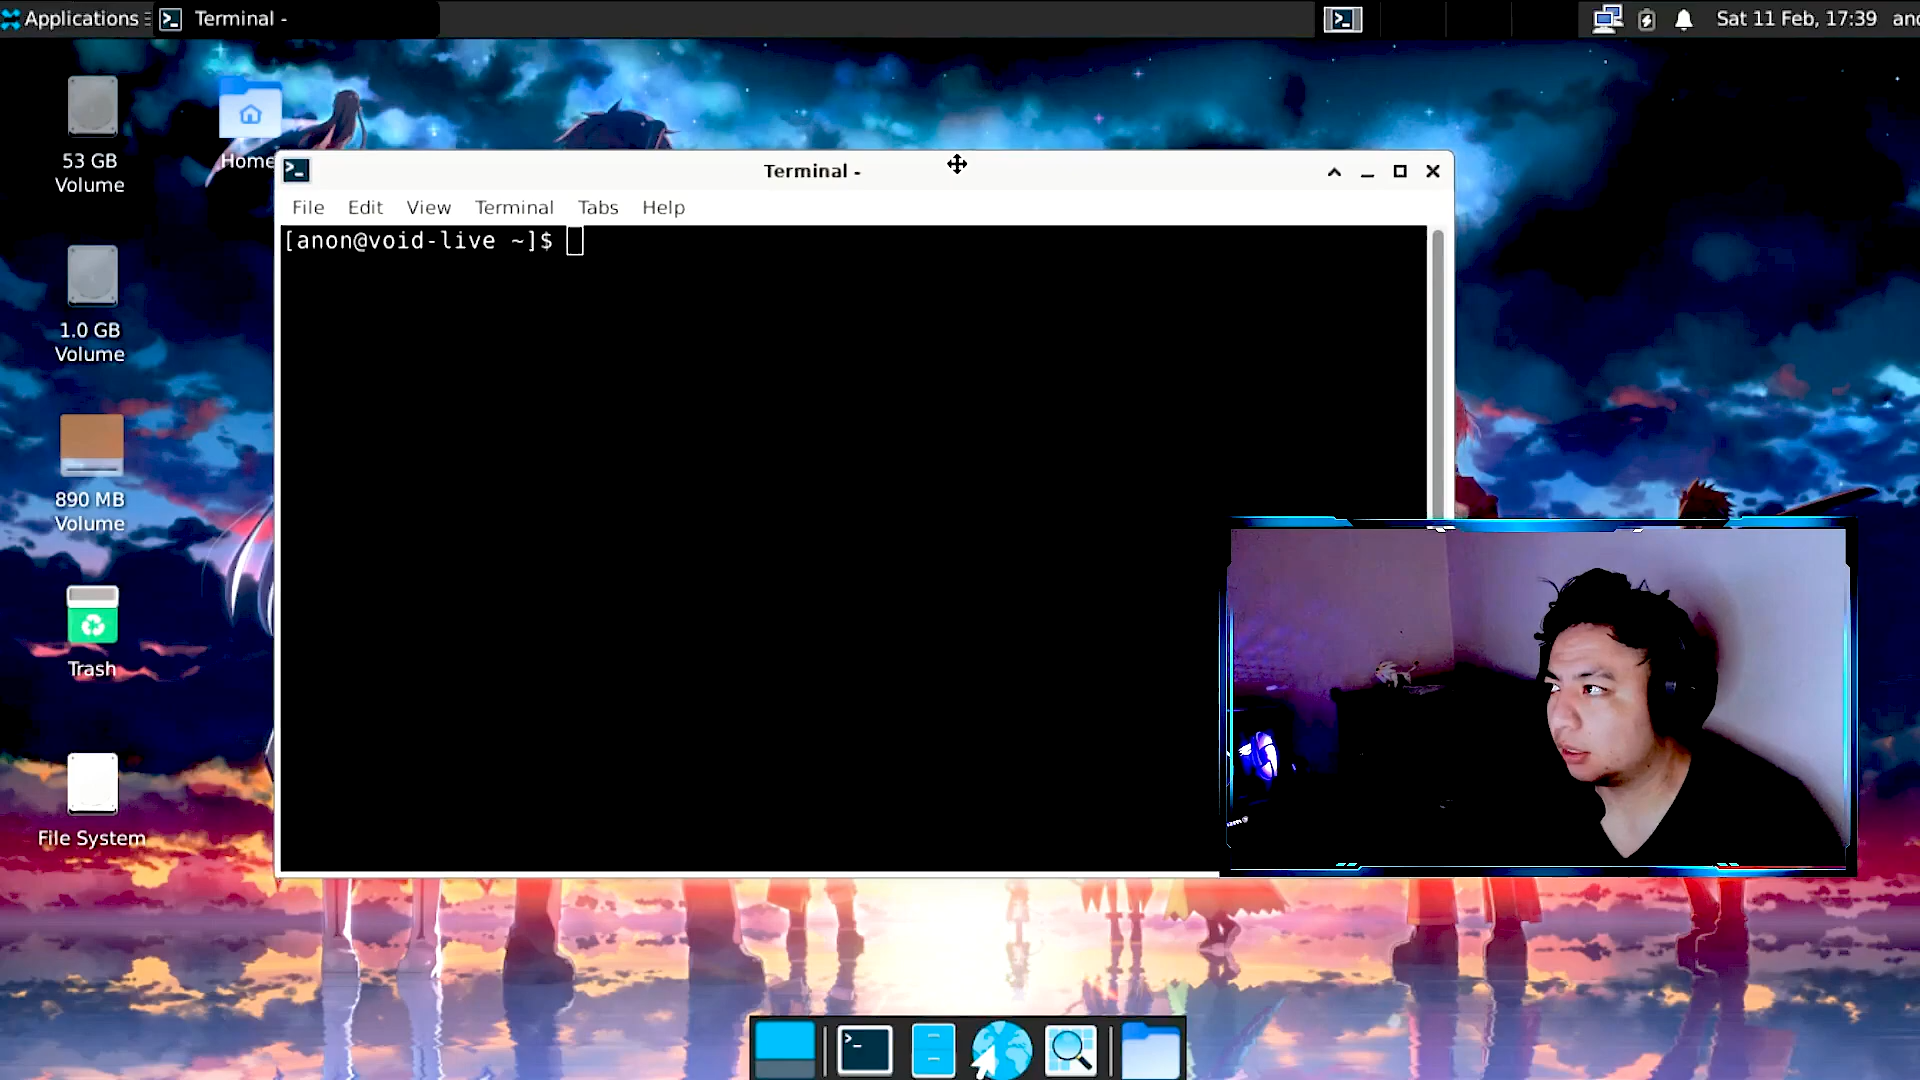 Applications
Terminal -
Sat 11 Feb, 17:39
53 GB
Volume
Home
Terminal -
File Edit View Terminal Tabs Help
[anon@void-live ~]$
1.0 GB
Volume
890 MB
Volume
Trash
File System